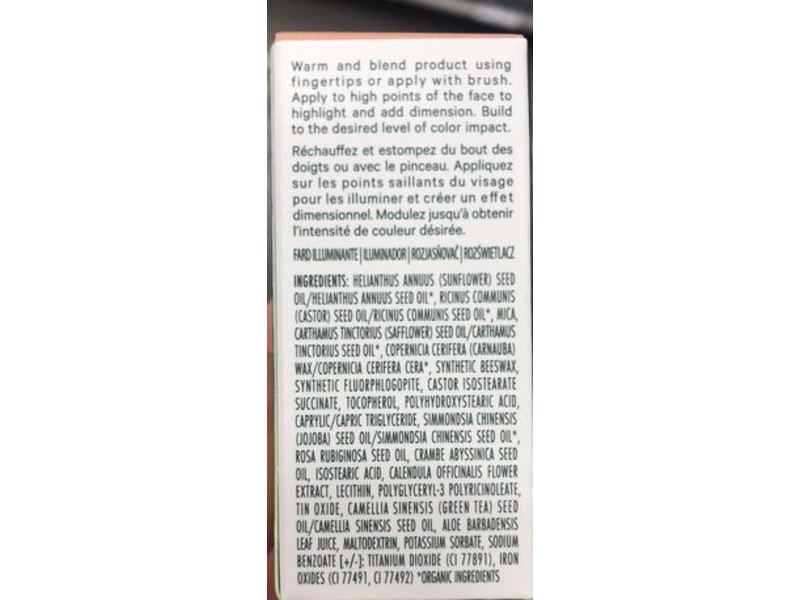 Warm and blend product using
fingertips or apply with brush.
Apply to high points of the face to
highlight and add dimension. Build
to the desired level of color impact.
Réchauffez et estompez du bout des
doigts ou avec le pinceau. Appliquez
sur les points saillants du visage
pour les illuminer et créer un effet
dimensionnel. Modulez jusqu'à obtenir
l'intensité de couleur désirée.
FARD ILLUMINANTE | ILUMINADOR | ROZJASŇOVAČ | ROZŚWIETLACZ
INGREDIENTS: HELIANTHUS ANNUUS (SUNFLOWER) SEED
OIL/HELIANTHUS ANNUUS SEED OIL*, RICINUS COMMUNIS
(CASTOR) SEED OIL/RICINUS COMMUNIS SEED OIL*, MICA,
CARTHAMUS TINCTORIUS (SAFFLOWER) SEED OIL/CARTHAMUS
TINCTORIUS SEED OIL*, COPERNICIA CERIFERA (CARNAUBA)
WAX/COPERNICIA CERIFERA CERA*, SYNTHETIC BEESWAX,
SYNTHETIC FLUORPHLOGOPITE, CASTOR ISOSTEARATE
SUCCINATE, TOCOPHEROL, POLYHYDROXYSTEARIC ACID,
CAPRYLIC/CAPRIC TRIGLYCERIDE, SIMMONDSIA CHINENSIS
(JOJOBA) SEED OIL/SIMMONDSIA CHINENSIS SEED OIL*,
ROSA RUBIGINOSA SEED OIL, CRAMBE ABYSSINICA SEED
OIL, ISOSTEARIC ACID, CALENDULA OFFICINALIS FLOWER
EXTRACT, LECITHIN, POLYGLYCERYL-3 POLYRICINOLEATE,
TIN OXIDE, CAMELLIA SINENSIS (GREEN TEA) SEED
OIL/CAMELLIA SINENSIS SEED OIL, ALOE BARBADENSIS
LEAF JUICE, MALTODEXTRIN, POTASSIUM SORBATE, SODIUM
BENZOATE [+/-]: TITANIUM DIOXIDE (CI 77891), IRON
OXIDES (CI 77491, CI 77492) *ORGANIC INGREDIENTS